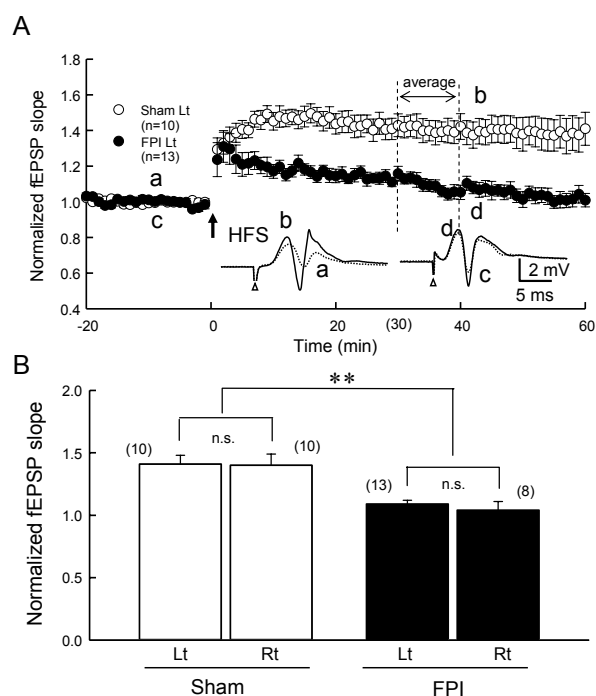 A
Normalized fEPSP slope
1.8
1.6
1.4
1.2
1.0
0.8
0.6
0.4
Sham Lt
(n=10)
FPI Lt
(n=13)
average
b
a
c
d
HFS
b
a
d
c
2 mV
5 ms
-20
0
20
(30)
40
60
Time (min)
B
Normalized fEPSP slope
2.0
1.5
1.0
0.5
0.0
**
(10)
n.s.
(10)
(13)
n.s.
(8)
Lt
Rt
Lt
Rt
Sham
FPI